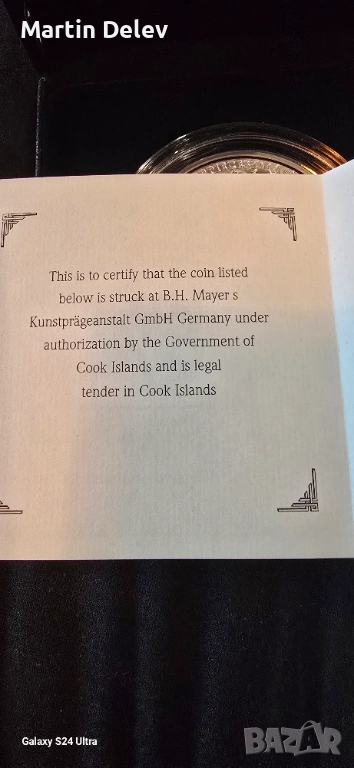 Martin Delev
This is to certify that the coin listed
below is struck at B.H. Mayer s
Kunstprägeanstalt GmbH Germany under
authorization by the Government of
Cook Islands and is legal
tender in Cook Islands
Galaxy S24 Ultra
BAZAR